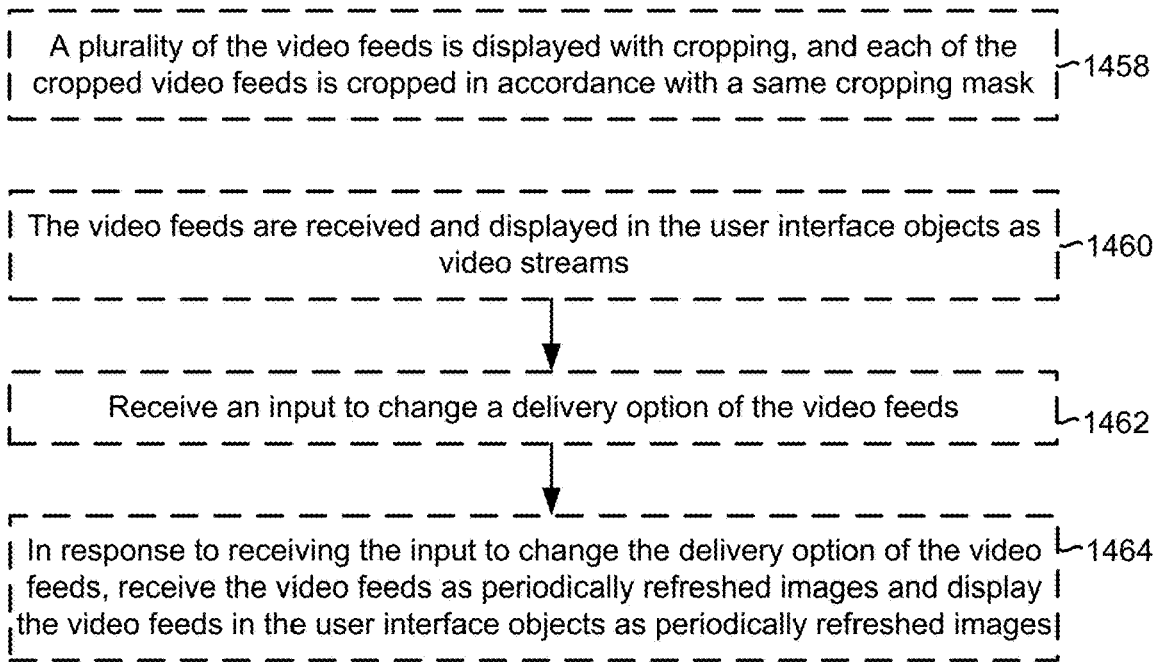 A plurality of the video feeds is displayed with cropping, and each of the
cropped video feeds is cropped in accordance with a same cropping mask
1458
The video feeds are received and displayed in the user interface objects as
video streams
1460
Receive an input to change a delivery option of the video feeds
1462
In response to receiving the input to change the delivery option of the video
feeds, receive the video feeds as periodically refreshed images and display
the video feeds in the user interface objects as periodically refreshed images
1464